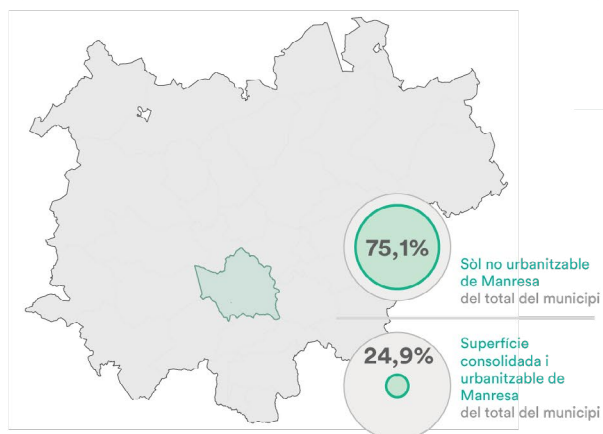 75,1%
Sòl no urbanitzable
de Manresa
del total del municipi
24,9%
Superfície
consolidada i
urbanitzable de
Manresa
del total del municipi